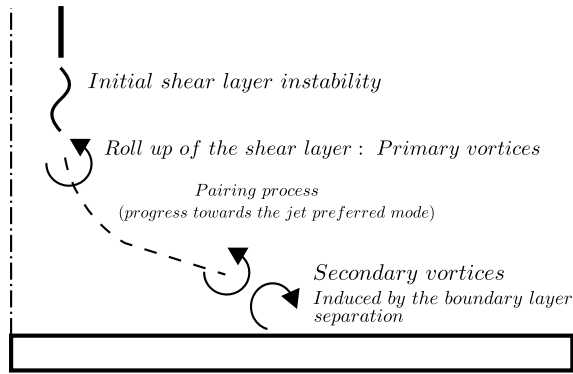 Initial shear layer instability
Roll up of the shear layer : Primary vortices
Pairing process
(progress towards the jet preferred mode)
Secondary vortices
Induced by the boundary layer
separation